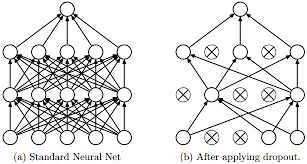 (a) Standard Neural Net
(b) After applying dropout.